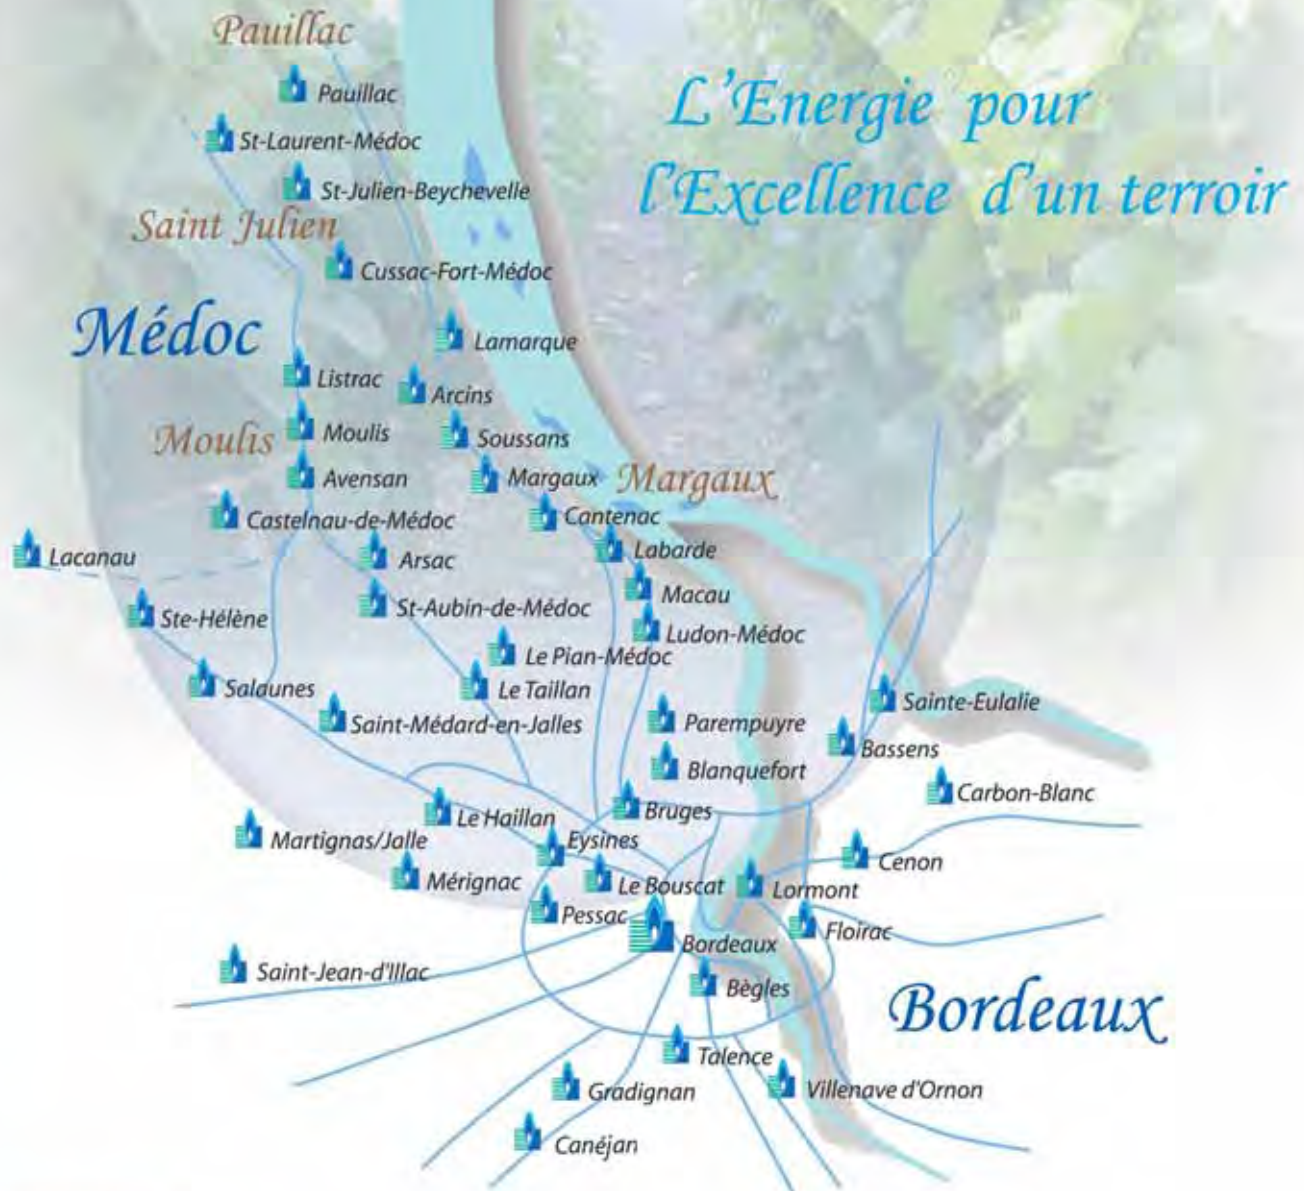 Pauillac
Pauillac
L'Energie pour
St-Laurent-Médoc
l'Excellence d'un terroir
St-Julien-Beychevelle
Saint Julien
Cussac-Fort-Médoc
Médoc
Lamarque
Listrac
Arcins
Moulis
Moulis
Soussans
Avensan
Margaux
Margaux
Castelnau-de-Médoc
Cantenac
Lacanau
Arsac
Labarde
Macau
Ste-Hélène
St-Aubin-de-Médoc
Ludon-Médoc
Le Pian-Médoc
Salaunes
Le Taillan
Sainte-Eulalie
Saint-Médard-en-Jalles
Parempuyre
Bassens
Blanquefort
Carbon-Blanc
Le Haillan
Bruges
Martignas/Jalle
Eysines
Cenon
Mérignac
Le Bouscat
Lormont
Pessac
Floirac
Bordeaux
Saint-Jean-d'Illac
Bègles
Bordeaux
Talence
Gradignan
Villenave d'Ornon
Canéjan